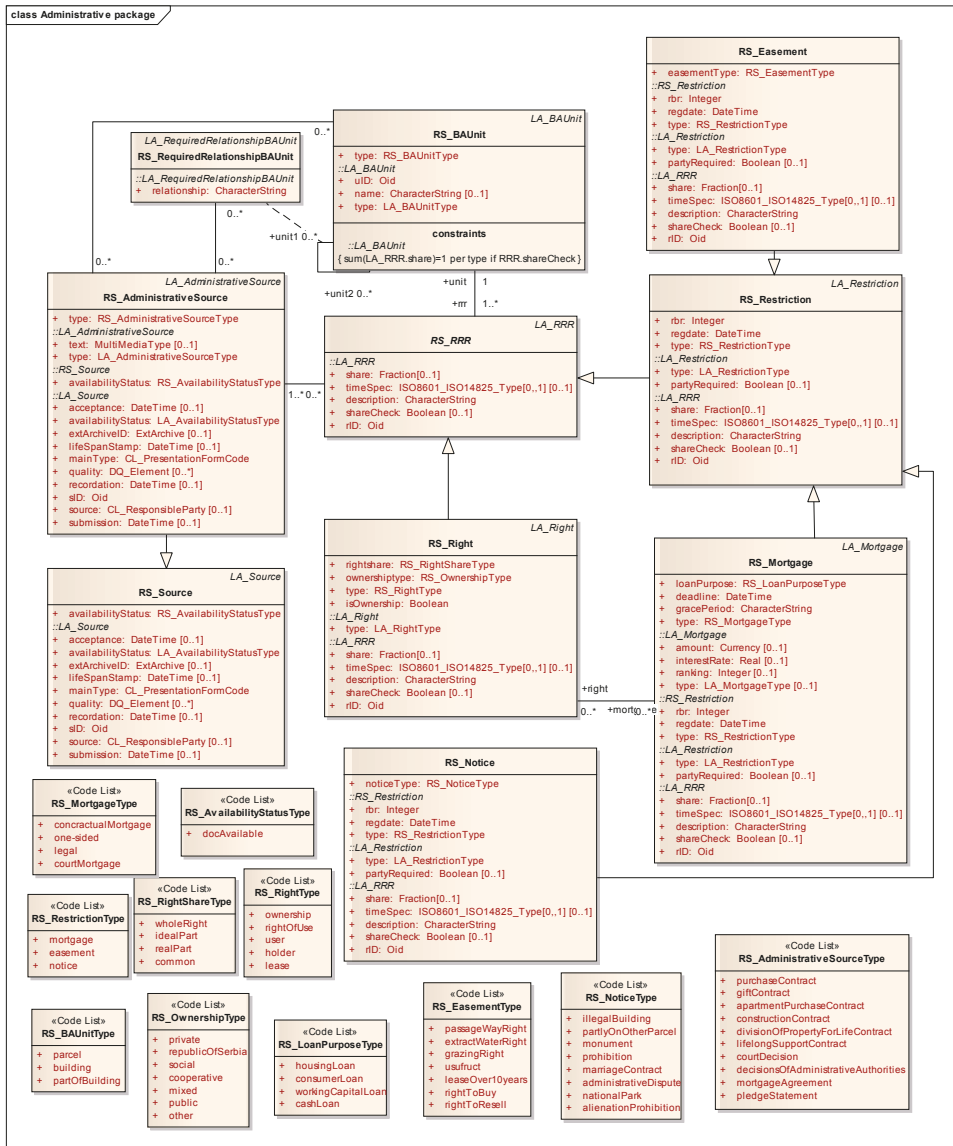 class Administrative package
LA_RequiredRelationshipBAUnit
RS_RequiredRelationshipBAUnit
::LA_RequiredRelationshipBAUnit
+ relationship: CharacterString
0..*
0..*
0..*
0..*
LA_BAUnit
RS_BAUnit
+ type: RS_BAUnitType
::LA_BAUnit
+ uID: Oid
+ name: CharacterString [0..1]
+ type: LA_BAUnitType
constraints
::LA_BAUnit
{ sum(LA_RRR.share)=1 per type if RRR.shareCheck }
+unit1 0..*
+unit2 0..*
+unit
1
+rrr
1..*
RS_Easement
+ easementType: RS_EasementType
::RS_Restriction
+ rbr: Integer
+ regdate: DateTime
+ type: RS_RestrictionType
::LA_Restriction
+ type: LA_RestrictionType
+ partyRequired: Boolean [0..1]
::LA_RRR
+ share: Fraction[0..1]
+ timeSpec: ISO8601_ISO14825_Type[0,,1] [0..1]
+ description: CharacterString
+ shareCheck: Boolean [0..1]
+ rID: Oid
LA_AdministrativeSource
RS_AdministrativeSource
+ type: RS_AdministrativeSourceType
::LA_AdministrativeSource
+ text: MultiMediaType [0..1]
+ type: LA_AdministrativeSourceType
::RS_Source
+ availabilityStatus: RS_AvailabilityStatusType
::LA_Source
+ acceptance: DateTime [0..1]
+ availabilityStatus: LA_AvailabilityStatusType
+ extArchiveID: ExtArchive [0..1]
+ lifeSpanStamp: DateTime [0..1]
+ mainType: CL_PresentationFormCode
+ quality: DQ_Element [0..*]
+ recordation: DateTime [0..1]
+ sID: Oid
+ source: CL_ResponsibleParty [0..1]
+ submission: DateTime [0..1]
1..* 0..*
LA_RRR
RS_RRR
::LA_RRR
+ share: Fraction[0..1]
+ timeSpec: ISO8601_ISO14825_Type[0,,1] [0..1]
+ description: CharacterString
+ shareCheck: Boolean [0..1]
+ rID: Oid
LA_Restriction
RS_Restriction
+ rbr: Integer
+ regdate: DateTime
+ type: RS_RestrictionType
::LA_Restriction
+ type: LA_RestrictionType
+ partyRequired: Boolean [0..1]
::LA_RRR
+ share: Fraction[0..1]
+ timeSpec: ISO8601_ISO14825_Type[0,,1] [0..1]
+ description: CharacterString
+ shareCheck: Boolean [0..1]
+ rID: Oid
LA_Source
RS_Source
+ availabilityStatus: RS_AvailabilityStatusType
::LA_Source
+ acceptance: DateTime [0..1]
+ availabilityStatus: LA_AvailabilityStatusType
+ extArchiveID: ExtArchive [0..1]
+ lifeSpanStamp: DateTime [0..1]
+ mainType: CL_PresentationFormCode
+ quality: DQ_Element [0..*]
+ recordation: DateTime [0..1]
+ sID: Oid
+ source: CL_ResponsibleParty [0..1]
+ submission: DateTime [0..1]
LA_Right
RS_Right
+ rightshare: RS_RightShareType
+ ownershiptype: RS_OwnershipType
+ type: RS_RightType
+ isOwnership: Boolean
::LA_Right
+ type: LA_RightType
::LA_RRR
+ share: Fraction[0..1]
+ timeSpec: ISO8601_ISO14825_Type[0,,1] [0..1]
+ description: CharacterString
+ shareCheck: Boolean [0..1]
+ rID: Oid
+right
0..*
0..*
LA_Mortgage
RS_Mortgage
+ loanPurpose: RS_LoanPurposeType
+ deadline: DateTime
+ gracePeriod: CharacterString
+ type: RS_MortgageType
::LA_Mortgage
+ amount: Currency [0..1]
+ interestRate: Real [0..1]
+ ranking: Integer [0..1]
+ type: LA_MortgageType [0..1]
::RS_Restriction
+ rbr: Integer
+ regdate: DateTime
+ type: RS_RestrictionType
::LA_Restriction
+ type: LA_RestrictionType
+ partyRequired: Boolean [0..1]
::LA_RRR
+ share: Fraction[0..1]
+ timeSpec: ISO8601_ISO14825_Type[0,,1] [0..1]
+ description: CharacterString
+ shareCheck: Boolean [0..1]
+ rID: Oid
RS_Notice
+ noticeType: RS_NoticeType
::RS_Restriction
+ rbr: Integer
+ regdate: DateTime
+ type: RS_RestrictionType
::LA_Restriction
+ type: LA_RestrictionType
+ partyRequired: Boolean [0..1]
::LA_RRR
+ share: Fraction[0..1]
+ timeSpec: ISO8601_ISO14825_Type[0,,1] [0..1]
+ description: CharacterString
+ shareCheck: Boolean [0..1]
+ rID: Oid
«Code List»
RS_MortgageType
+ concractualMortgage
+ one-sided
+ legal
+ courtMortgage
«Code List»
RS_AvailabilityStatusType
+ docAvailable
«Code List»
RS_RestrictionType
+ mortgage
+ easement
+ notice
«Code List»
RS_RightShareType
+ wholeRight
+ idealPart
+ realPart
+ common
«Code List»
RS_RightType
+ ownership
+ rightOfUse
+ user
+ holder
+ lease
«Code List»
RS_BAUnitType
+ parcel
+ building
+ partOfBuilding
«Code List»
RS_OwnershipType
+ private
+ republicOfSerbia
+ social
+ cooperative
+ mixed
+ public
+ other
«Code List»
RS_LoanPurposeType
+ housingLoan
+ consumerLoan
+ workingCapitalLoan
+ cashLoan
«Code List»
RS_EasementType
+ passageWayRight
+ extractWaterRight
+ grazingRight
+ usufruct
+ leaseOver10years
+ rightToBuy
+ rightToResell
«Code List»
RS_NoticeType
+ illegalBuilding
+ partlyOnOtherParcel
+ monument
+ prohibition
+ marriageContract
+ administrativeDispute
+ nationalPark
+ alienationProhibition
«Code List»
RS_AdministrativeSourceType
+ purchaseContract
+ giftContract
+ apartmentPurchaseContract
+ constructionContract
+ divisionOfPropertyForLifeContract
+ lifelongSupportContract
+ courtDecision
+ decisionsOfAdministrativeAuthorities
+ mortgageAgreement
+ pledgeStatement